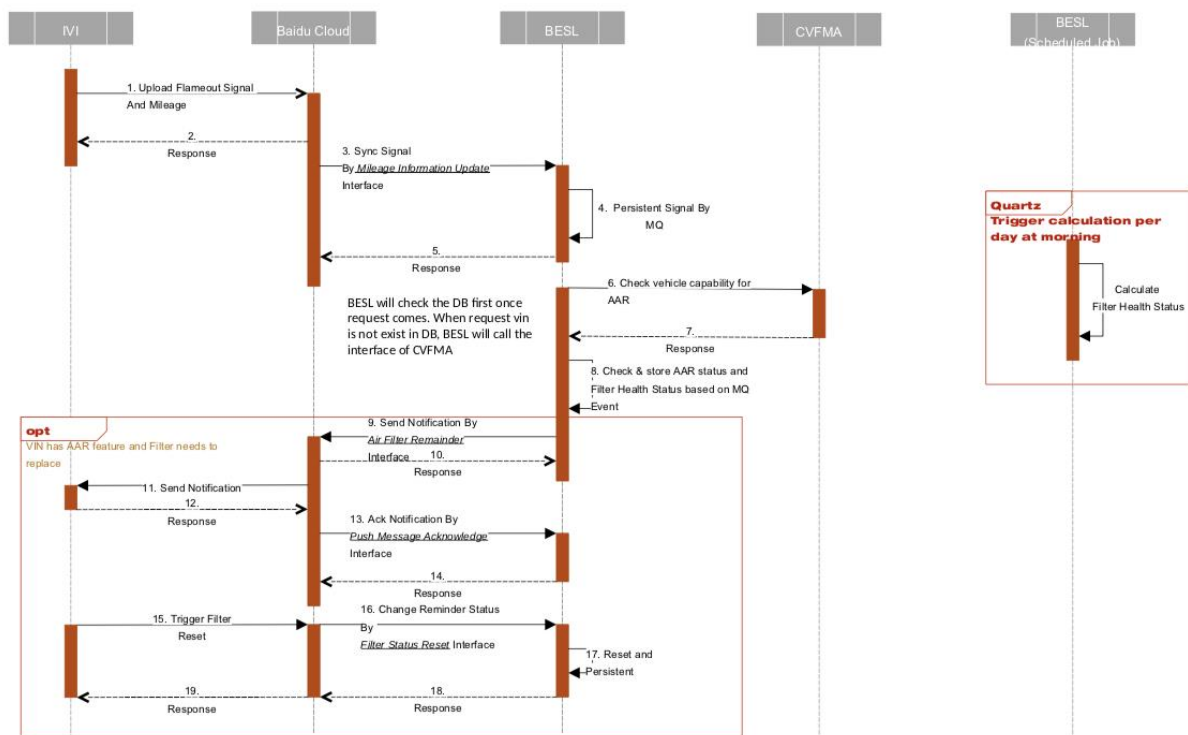 IVI
Baidu Cloud
BESL
CVFMA
BESL
(Scheduled Job)
1. Upload Flameout Signal
And Mileage
2.
Response
3. Sync Signal
By Mileage Information Update
Interface
4. Persistent Signal By
MQ
5.
Response
Quartz
Trigger calculation per
day at morning
Calculate
Filter Health Status
BESL will check the DB first once
request comes. When request vin
is not exist in DB, BESL will call the
interface of CVFMA
6. Check vehicle capability for
AAR
7.
Response
8. Check & store AAR status and
Filter Health Status based on MQ
Event
opt
VIN has AAR feature and Filter needs to
replace
9. Send Notification By
Air Filter Remainder
Interface
10.
Response
11. Send Notification
12.
Response
13. Ack Notification By
Push Message Acknowledge
Interface
14.
Response
15. Trigger Filter
Reset
16. Change Reminder Status
By
Filter Status Reset Interface
17. Reset and
Persistent
18.
Response
19.
Response